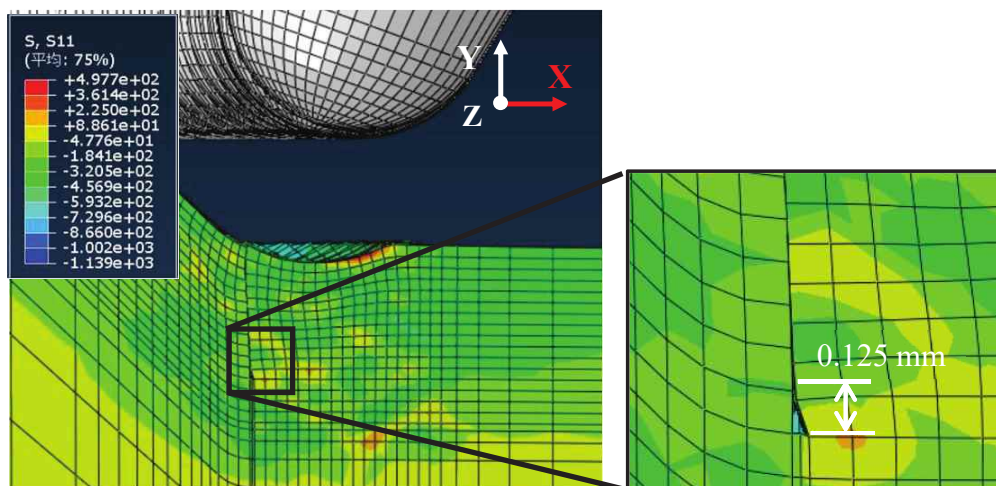 S, S11
(平均: 75%)
+4.977e+02
+3.614e+02
+2.250e+02
+8.861e+01
-4.776e+01
-1.841e+02
-3.205e+02
-4.569e+02
-5.932e+02
-7.296e+02
-8.660e+02
-1.002e+03
-1.139e+03
Y
X
Z
0.125 mm